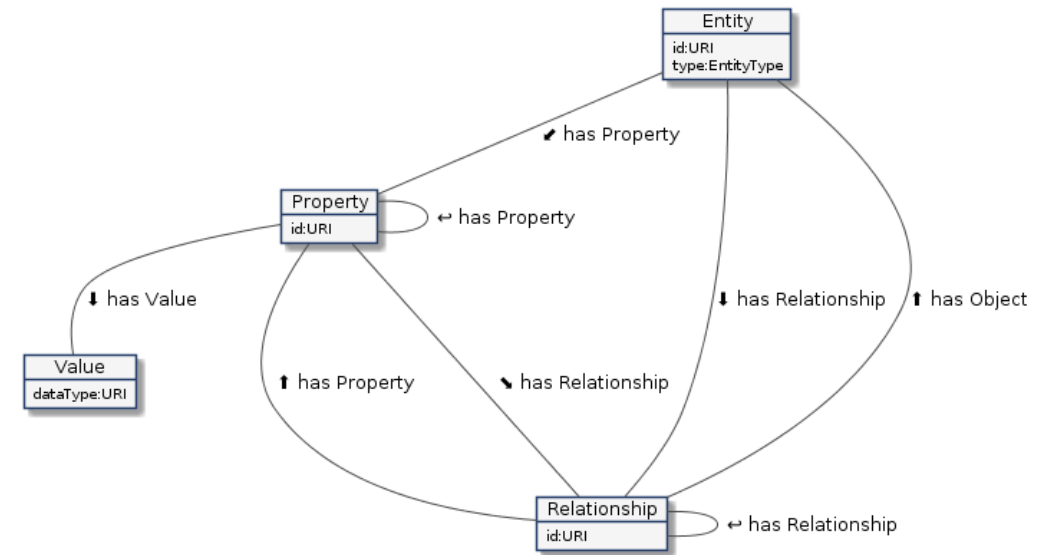 Entity
id:URI
type:EntityType
⬋ has Property
Property
id:URI
↩ has Property
⬇ has Value
⬇ has Relationship
⬆ has Object
Value
dataType:URI
⬆ has Property
⬊ has Relationship
Relationship
id:URI
↩ has Relationship